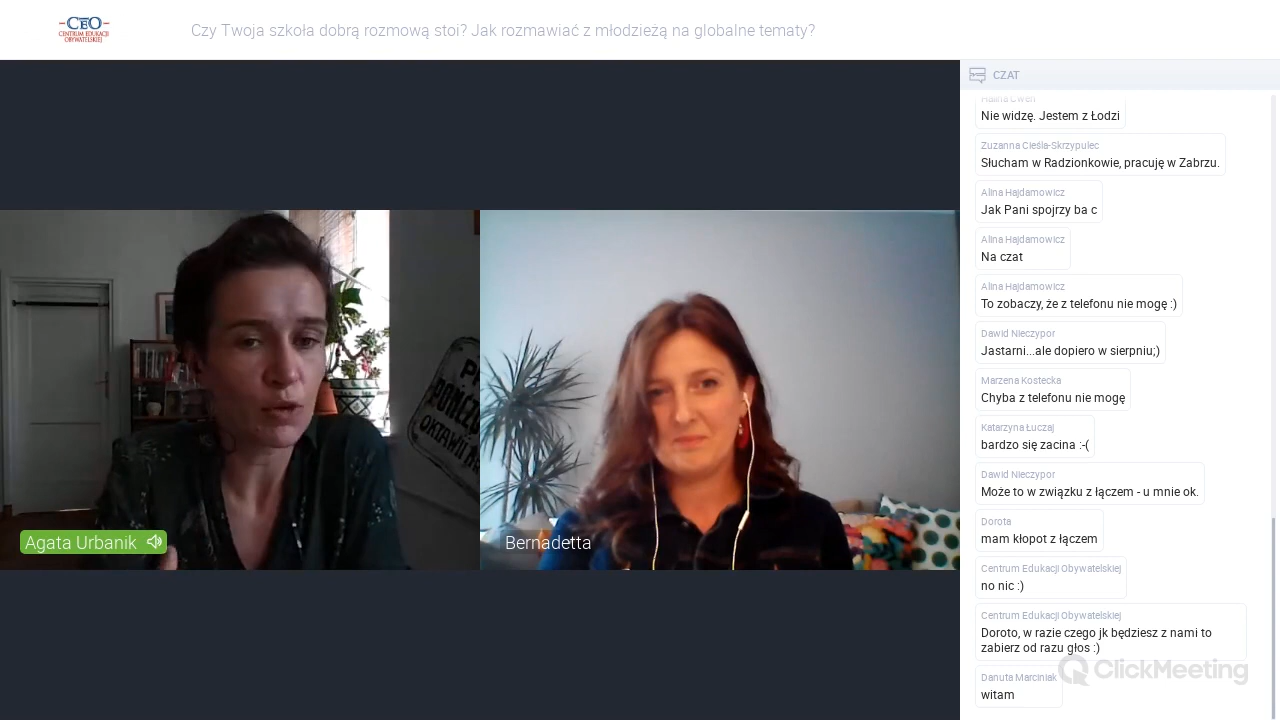 CEO
CENTRUM EDUKACJI
OBYWATELSKIEJ
Czy Twoja szkoła dobrą rozmową stoi? Jak rozmawiać z młodzieżą na globalne tematy?
CZAT
Nie widzę. Jestem z Łodzi
Zuzanna Cieśla-Skrzypulec
Słucham w Radzionkowie, pracuję w Zabrzu.
Alina Hajdamowicz
Jak Pani spojrzy ba c
Alina Hajdamowicz
Na czat
Alina Hajdamowicz
To zobaczy, że z telefonu nie mogę :)
Dawid Nieczypor
Jastarni...ale dopiero w sierpniu;)
Marzena Kostecka
Chyba z telefonu nie mogę
Katarzyna Łuczaj
bardzo się zacina :-(
Dawid Nieczypor
Może to w związku z łączem - u mnie ok.
Dorota
mam kłopot z łączem
Centrum Edukacji Obywatelskiej
no nic :)
Centrum Edukacji Obywatelskiej
Doroto, w razie czego jk będziesz z nami to
zabierz od razu głos :)
ClickMeeting
Danuta Marciniak
witam
Agata Urbanik
Bernadetta